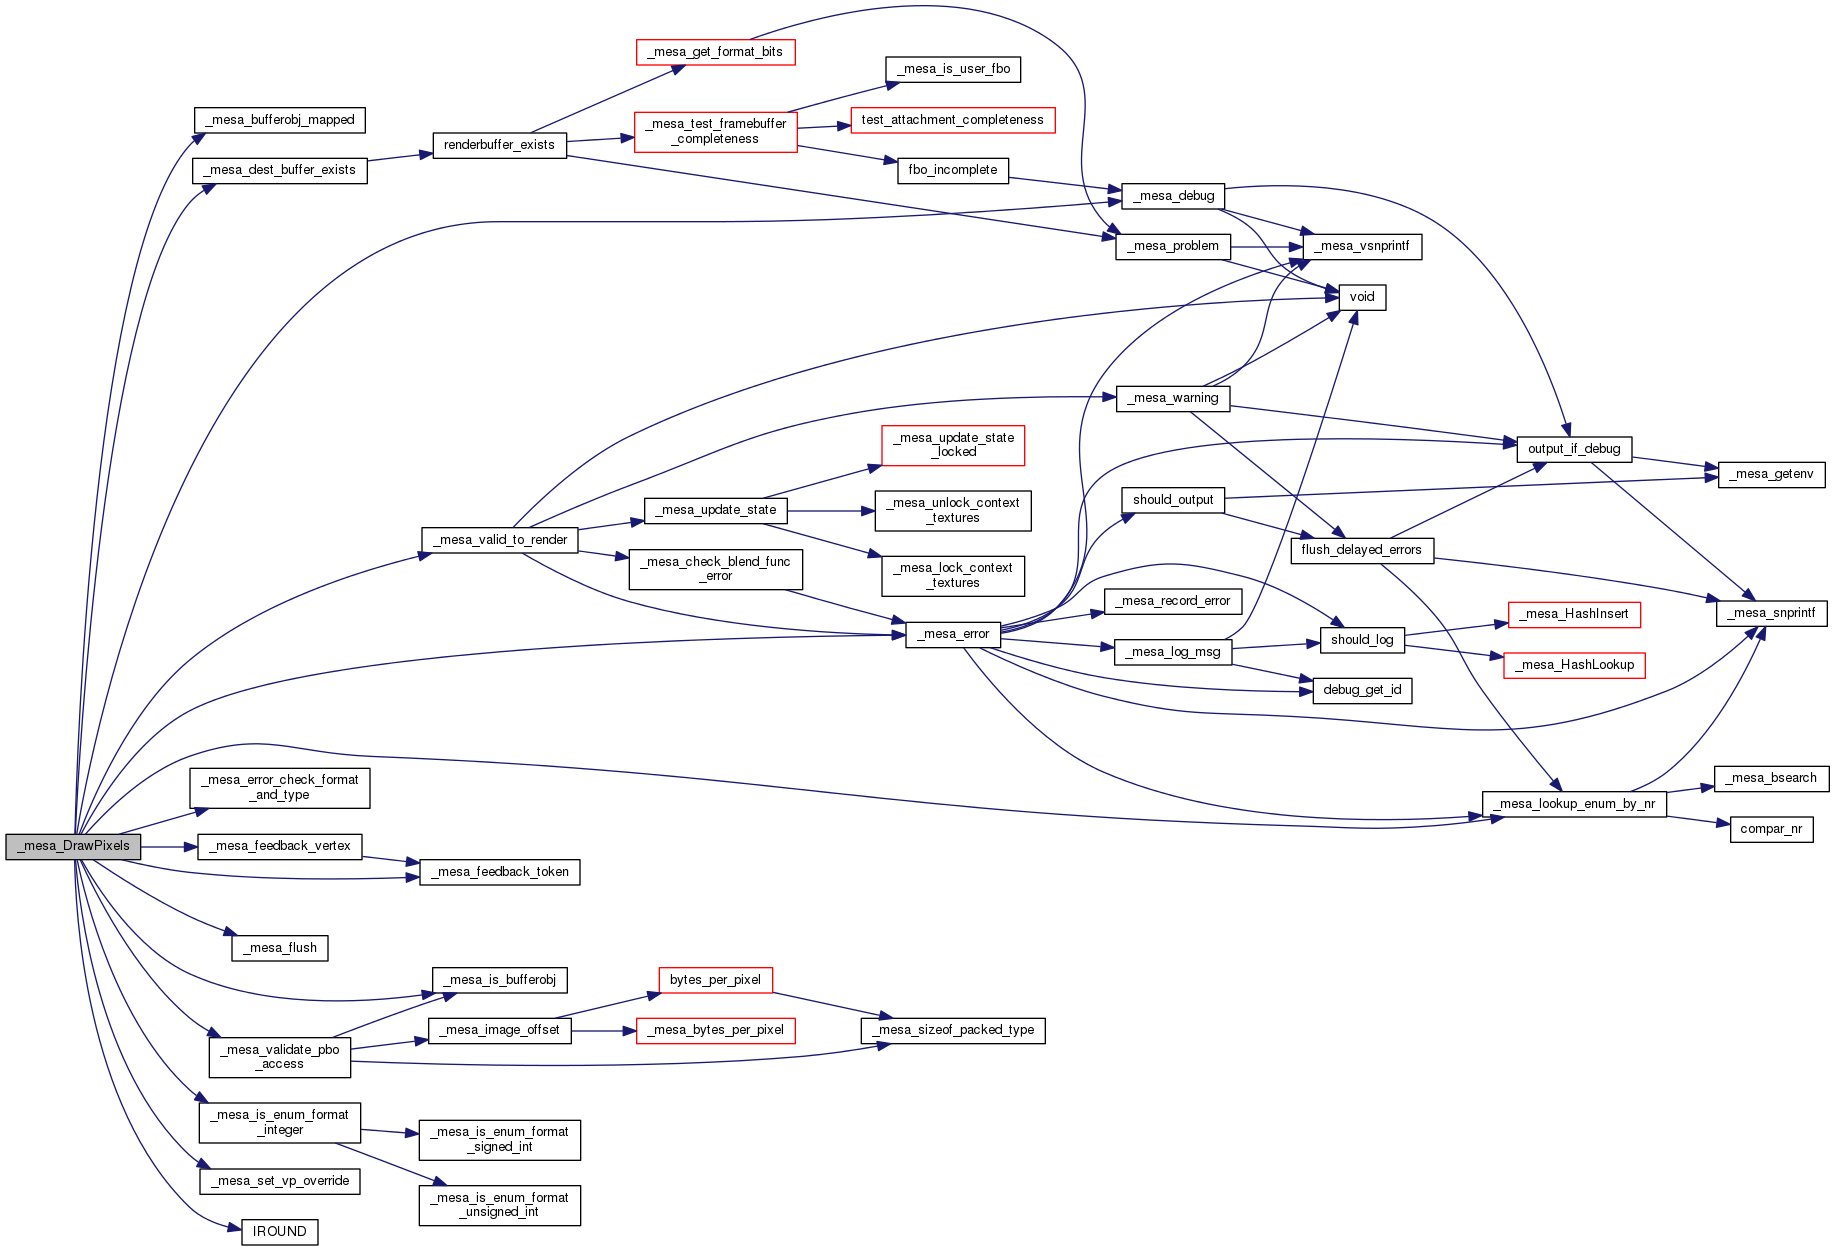 _mesa_get_format_bits
_mesa_is_user_fbo
_mesa_bufferobj_mapped
_mesa_test_framebuffer
_completeness
test_attachment_completeness
renderbuffer_exists
_mesa_dest_buffer_exists
fbo_incomplete
_mesa_debug
_mesa_problem
_mesa_vsnprintf
void
_mesa_warning
_mesa_update_state
_locked
output_if_debug
_mesa_getenv
should_output
_mesa_update_state
_mesa_unlock_context
_textures
_mesa_valid_to_render
flush_delayed_errors
_mesa_check_blend_func
_error
_mesa_lock_context
_textures
_mesa_record_error
_mesa_HashInsert
_mesa_snprintf
_mesa_error
_mesa_log_msg
should_log
_mesa_HashLookup
debug_get_id
_mesa_error_check_format
_and_type
_mesa_bsearch
_mesa_lookup_enum_by_nr
compar_nr
_mesa_DrawPixels
_mesa_feedback_vertex
_mesa_feedback_token
_mesa_flush
_mesa_is_bufferobj
bytes_per_pixel
_mesa_image_offset
_mesa_bytes_per_pixel
_mesa_sizeof_packed_type
_mesa_validate_pbo
_access
_mesa_is_enum_format
_integer
_mesa_is_enum_format
_signed_int
_mesa_set_vp_override
_mesa_is_enum_format
_unsigned_int
IROUND